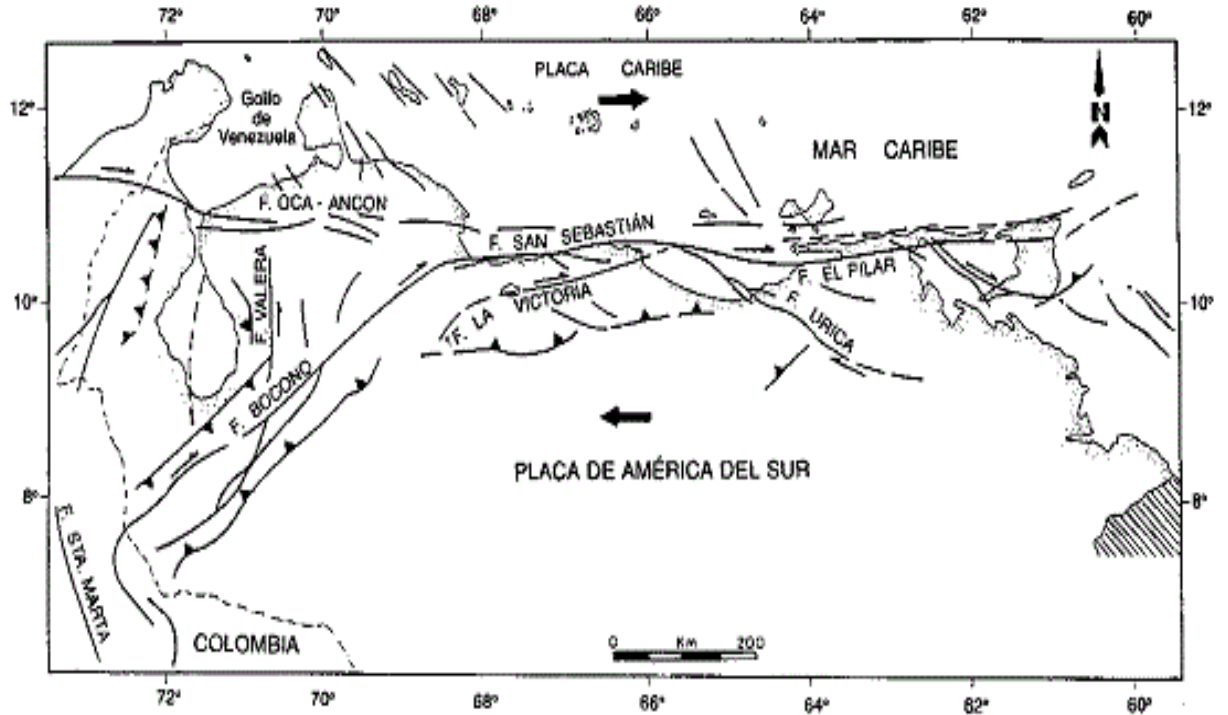 72° 70° 68° 66° 64° 62° 60°
PLACA CARIBE
12° 12°
Golfo
de
Venezuela
N
MAR CARIBE
F. OCA - ANCON
F. SAN SEBASTIÁN
F. EL PILAR
F. VALERA
10° 10°
F. LA VICTORIA
F. URICA
F. BOCONO
PLACA DE AMÉRICA DEL SUR
8° 8°
F. STA. MARTA
COLOMBIA
0 Km 200
72° 70° 68° 66° 64° 62° 60°